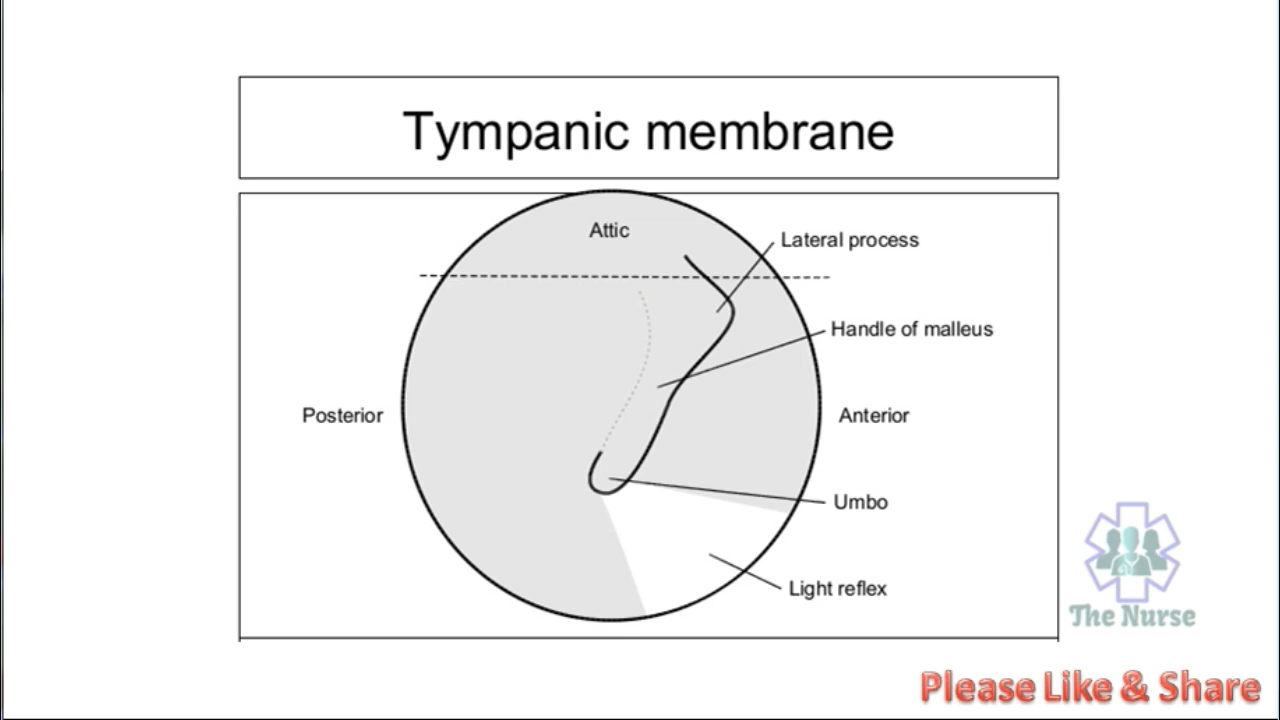 Tympanic membrane
Attic
Lateral process
Handle of malleus
Posterior
Anterior
Umbo
Light reflex
The Nurse
Please Like & Share